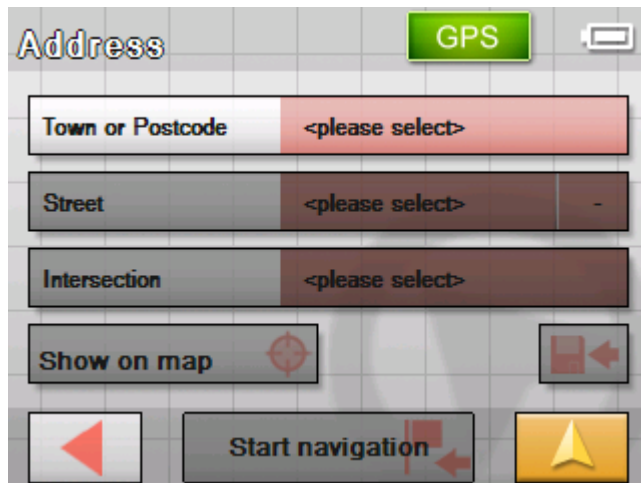 Address GPS
Town or Postcode <please select>
Street <please select> -
Intersection <please select>
Show on map
Start navigation